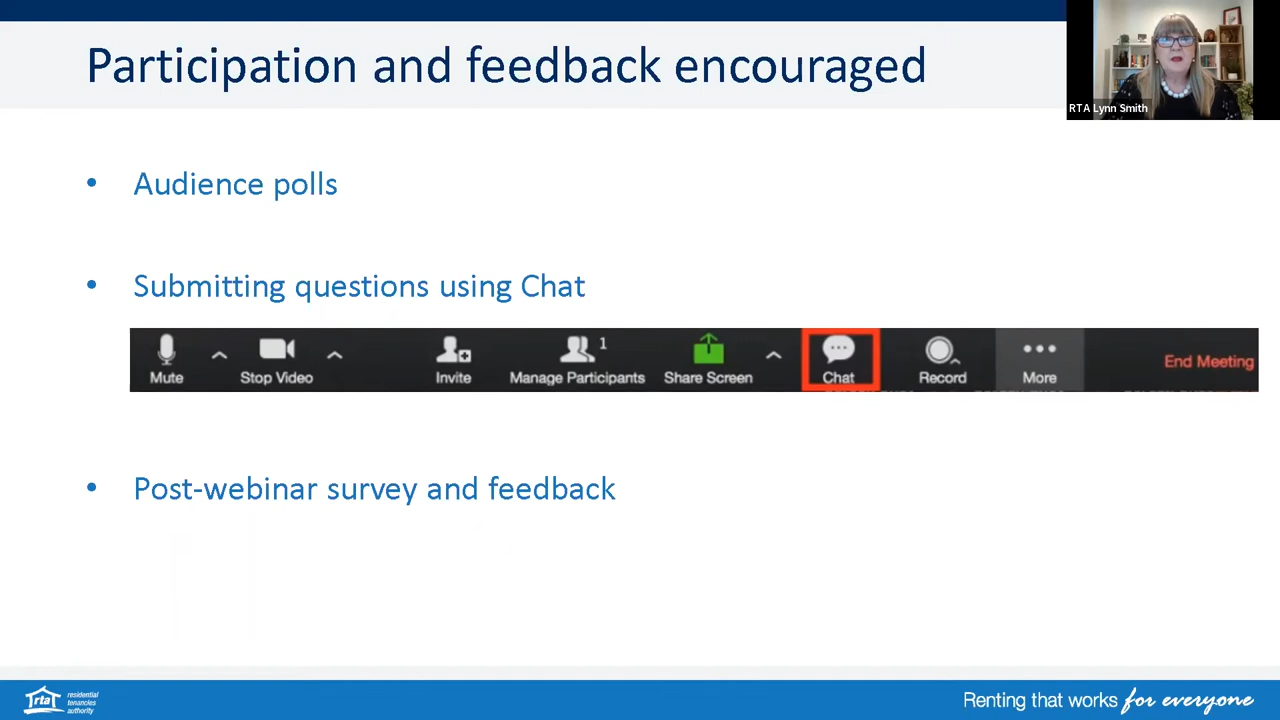 Participation and feedback encouraged
RTA Lynn Smith
• Audience polls
• Submitting questions using Chat
Mute
Stop Video
Invite
1
Manage Participants
Share Screen
Chat
Record
More
End Meeting
• Post-webinar survey and feedback
rta
residential
tenancies
authority
Renting that works for everyone